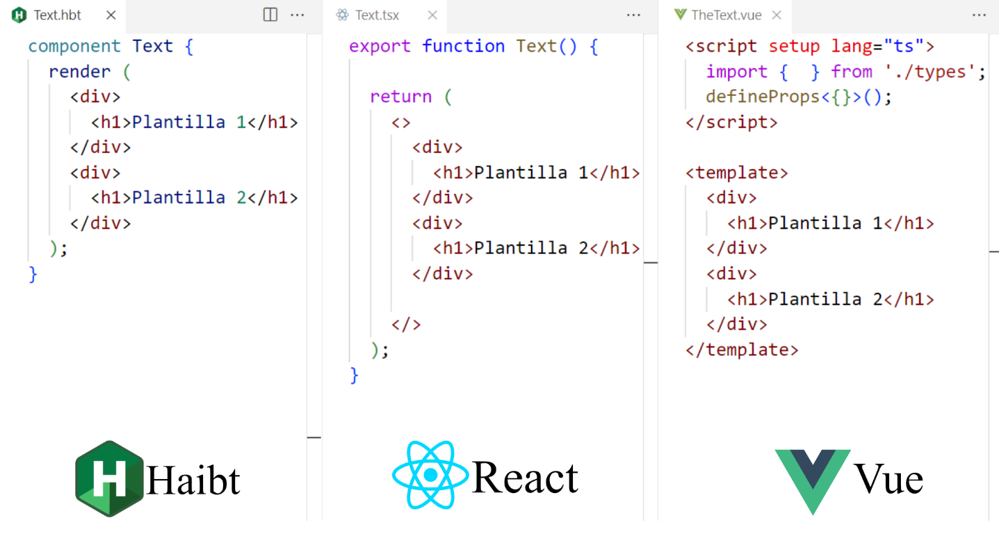 Text.hbt
component Text {
render (
<div>
<h1>Plantilla 1</h1>
</div>
<div>
<h1>Plantilla 2</h1>
</div>
);
}
H Haibt
Text.tsx
export function Text() {
return (
<>
<div>
<h1>Plantilla 1</h1>
</div>
<div>
<h1>Plantilla 2</h1>
</div>
</>
);
}
React
TheText.vue
<script setup lang="ts">
import {  } from './types';
defineProps<{}>();
</script>
<template>
<div>
<h1>Plantilla 1</h1>
</div>
<div>
<h1>Plantilla 2</h1>
</div>
</template>
Vue